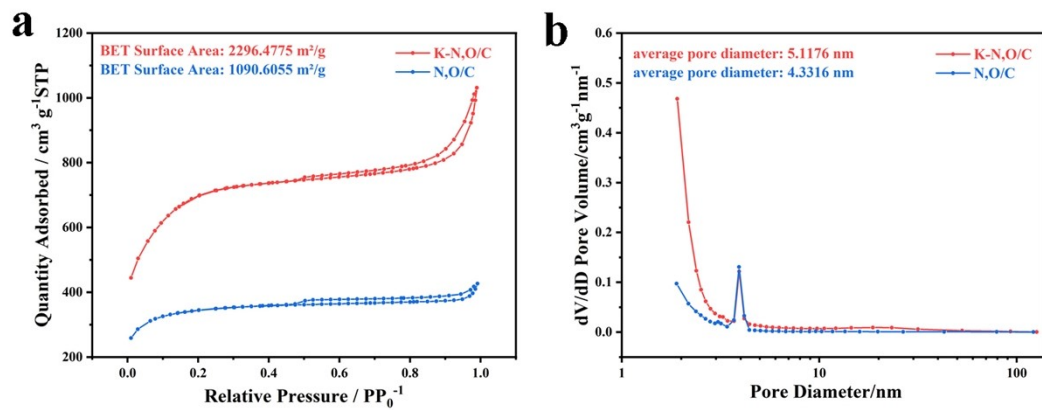 a
1200
1000
800
600
400
200
BET Surface Area: 2296.4775 m²/g
BET Surface Area: 1090.6055 m²/g
K-N,O/C
N,O/C
Quantity Adsorbed / cm³ g⁻¹STP
0.0 0.2 0.4 0.6 0.8 1.0
Relative Pressure / PP₀⁻¹
b
0.6
0.5
0.4
0.3
0.2
0.1
0.0
average pore diameter: 5.1176 nm
average pore diameter: 4.3316 nm
K-N,O/C
N,O/C
dV/dD Pore Volume/cm³g⁻¹nm⁻¹
1 10 100
Pore Diameter/nm